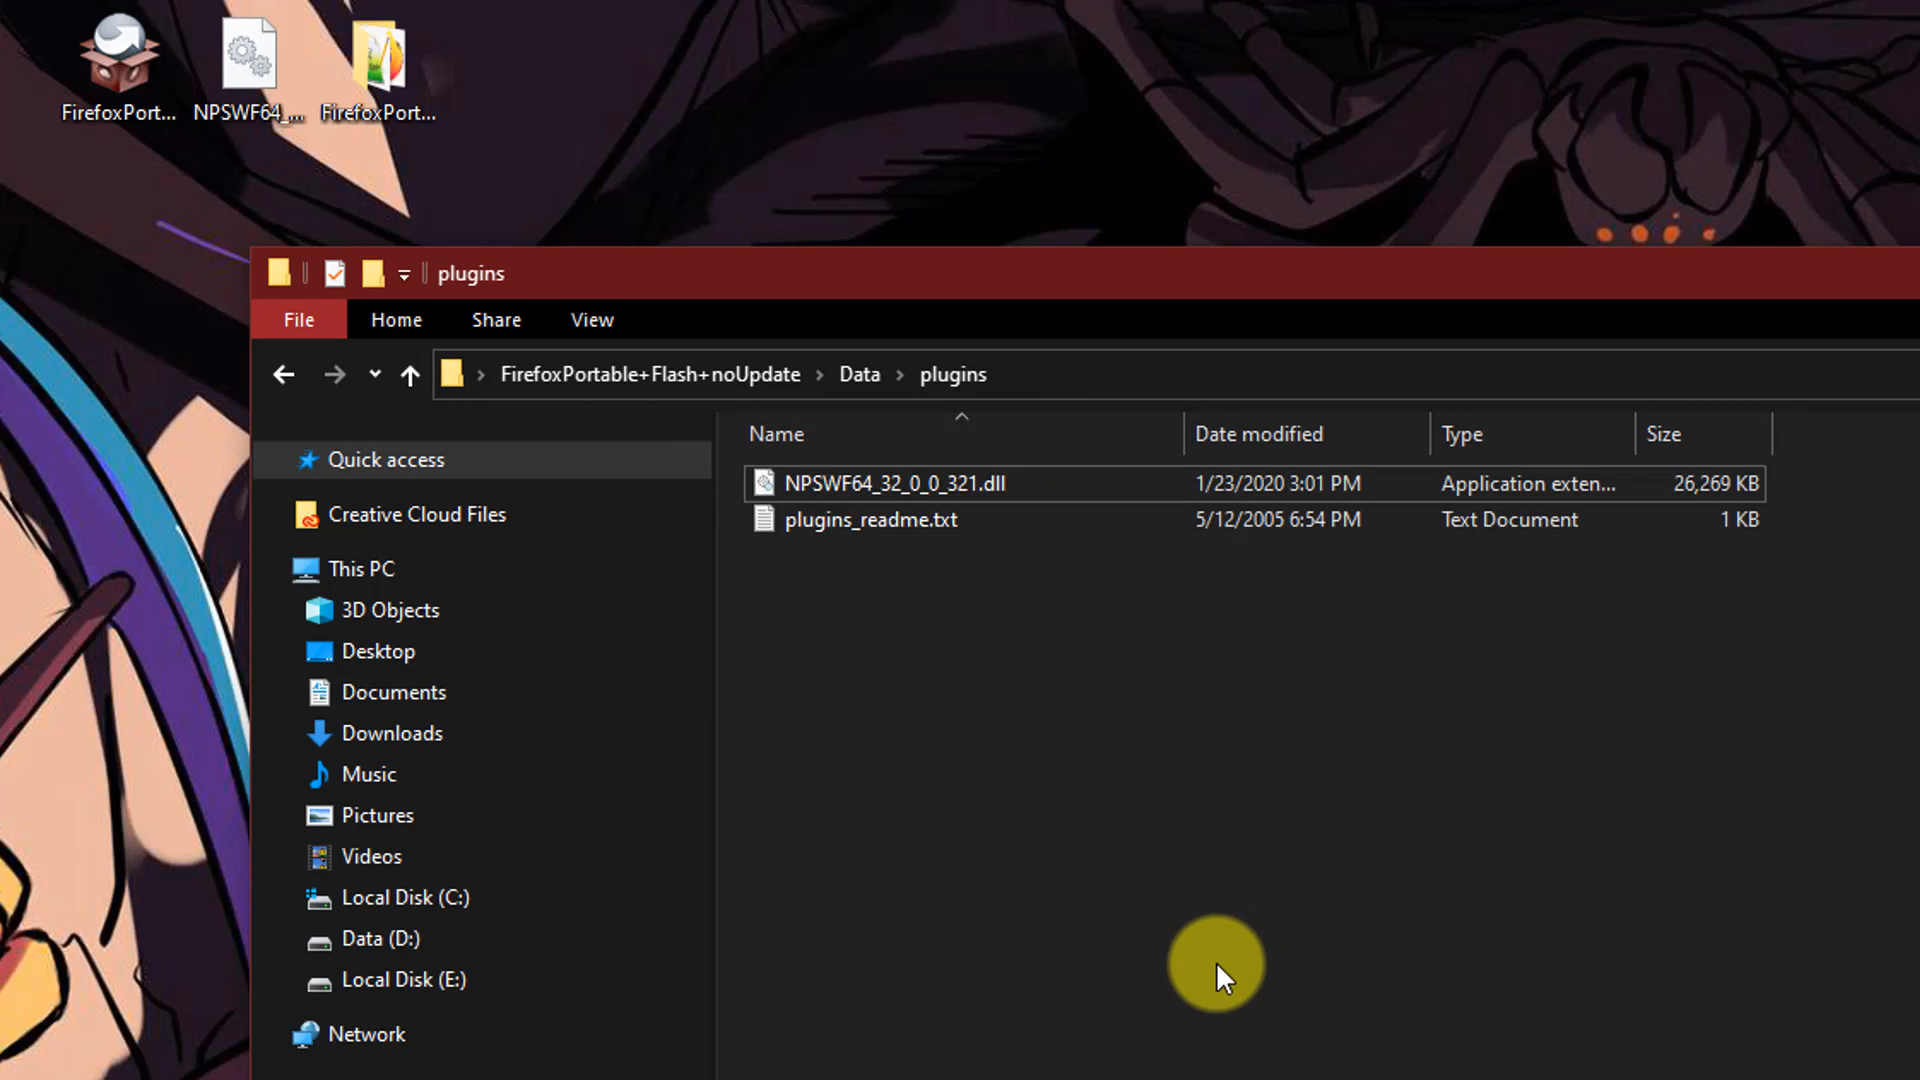 FirefoxPort...
NPSWF64_...
FirefoxPort...
plugins
File
Home
Share
View
FirefoxPortable+Flash+noUpdate > Data > plugins
Name
Date modified
Type
Size
Quick access
Creative Cloud Files
This PC
3D Objects
Desktop
Documents
Downloads
Music
Pictures
Videos
Local Disk (C:)
Data (D:)
Local Disk (E:)
Network
NPSWF64_32_0_0_321.dll 1/23/2020 3:01 PM Application exten... 26,269 KB
plugins_readme.txt 5/12/2005 6:54 PM Text Document 1 KB